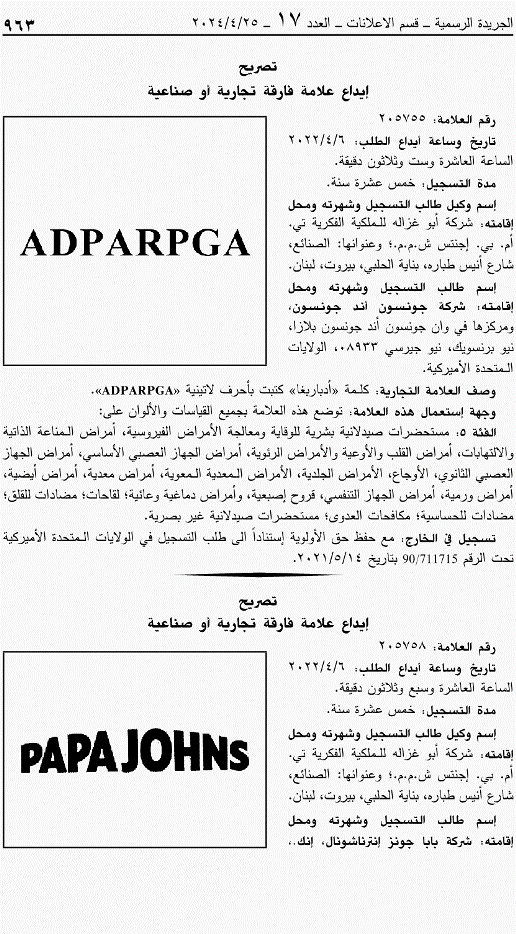 الجريدة الرسمية ــ قسم الاعلانات ــ العدد ١٧ ــ ٢٠٢٤/٤/٢٥
٩٦٣
تصريح
إيداع علامة فارقة تجارية أو صناعية
رقم العلامة: ٢٠٥٧٥٥
تاريخ وساعة أيداع الطلب: ٢٠٢٢/٤/٦
الساعة العاشرة وست وثلاثون دقيقة.
مدة التسجيل: خمس عشرة سنة.
إسم وكيل طالب التسجيل وشهرته ومحل
إقامته: شركة أبو غزاله للملكية الفكرية تي.
أم. بي. إجنتس ش.م.م.؛ وعنوانها: الصنائع،
شارع أنيس طباره، بناية الحلبي، بيروت، لبنان.
إسم طالب التسجيل وشهرته ومحل
إقامته: شركة جونسون أند جونسون،
ومركزها في وان جونسون أند جونسون بلازا،
نيو برنسويك، نيو جيرسي ٠٨٩٣٣، الولايات
المتحدة الأميركية.
ADPARPGA
وصف العلامة التجارية: كلمة «أدباربغا» كتبت بأحرف لاتينية «ADPARPGA».
وجهة إستعمال هذه العلامة: توضع هذه العلامة بجميع القياسات والألوان على:
الفئة ٥: مستحضرات صيدلانية بشرية للوقاية ومعالجة الأمراض الفيروسية، أمراض المناعة الذاتية
والالتهابات، أمراض القلب والأوعية والأمراض الرئوية، أمراض الجهاز العصبي الأساسي، أمراض الجهاز
العصبي الثانوي، الأوجاع، الأمراض الجلدية، الأمراض المعدية المعوية، أمراض معدية، أمراض أيضية،
أمراض ورمية، أمراض الجهاز التنفسي، قروح إصبعية، وأمراض دماغية وعائية؛ لقاحات؛ مضادات للقلق؛
مضادات للحساسية؛ مكافحات العدوى؛ مستحضرات صيدلانية غير بصرية.
تسجيل في الخارج: مع حفظ حق الأولوية إستناداً الى طلب التسجيل في الولايات المتحدة الأميركية
تحت الرقم 90/711715 بتاريخ ٢٠٢١/٥/١٤.
تصريح
إيداع علامة فارقة تجارية أو صناعية
رقم العلامة: ٢٠٥٧٥٨
تاريخ وساعة أيداع الطلب: ٢٠٢٢/٤/٦
الساعة العاشرة وسبع وثلاثون دقيقة.
مدة التسجيل: خمس عشرة سنة.
إسم وكيل طالب التسجيل وشهرته ومحل
إقامته: شركة أبو غزاله للملكية الفكرية تي.
أم. بي. إجنتس ش.م.م.؛ وعنوانها: الصنائع،
شارع أنيس طباره، بناية الحلبي، بيروت، لبنان.
إسم طالب التسجيل وشهرته ومحل
إقامته: شركة بابا جونز إنترناشونال، إنك.،
PAPA JOHNS